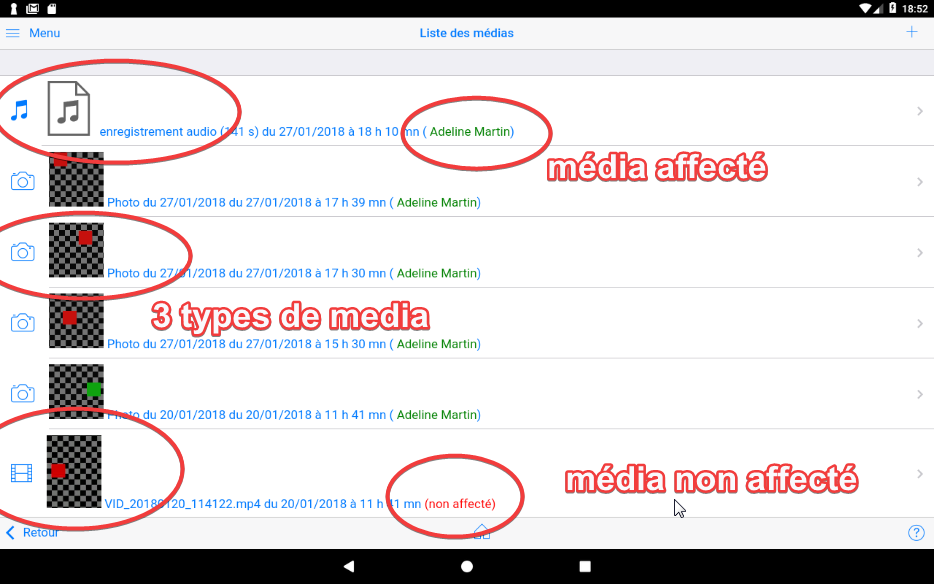 18:52
Menu
Liste des médias
enregistrement audio (141 s) du 27/01/2018 à 18 h 10 mn ( Adeline Martin)
média affecté
Photo du 27/01/2018 du 27/01/2018 à 17 h 39 mn ( Adeline Martin)
Photo du 27/01/2018 du 27/01/2018 à 17 h 30 mn ( Adeline Martin)
3 types de media
Photo du 27/01/2018 du 27/01/2018 à 15 h 30 mn ( Adeline Martin)
Photo du 20/01/2018 du 20/01/2018 à 11 h 41 mn ( Adeline Martin)
média non affecté
VID_20180120_114122.mp4 du 20/01/2018 à 11 h 41 mn (non affecté)
Retour